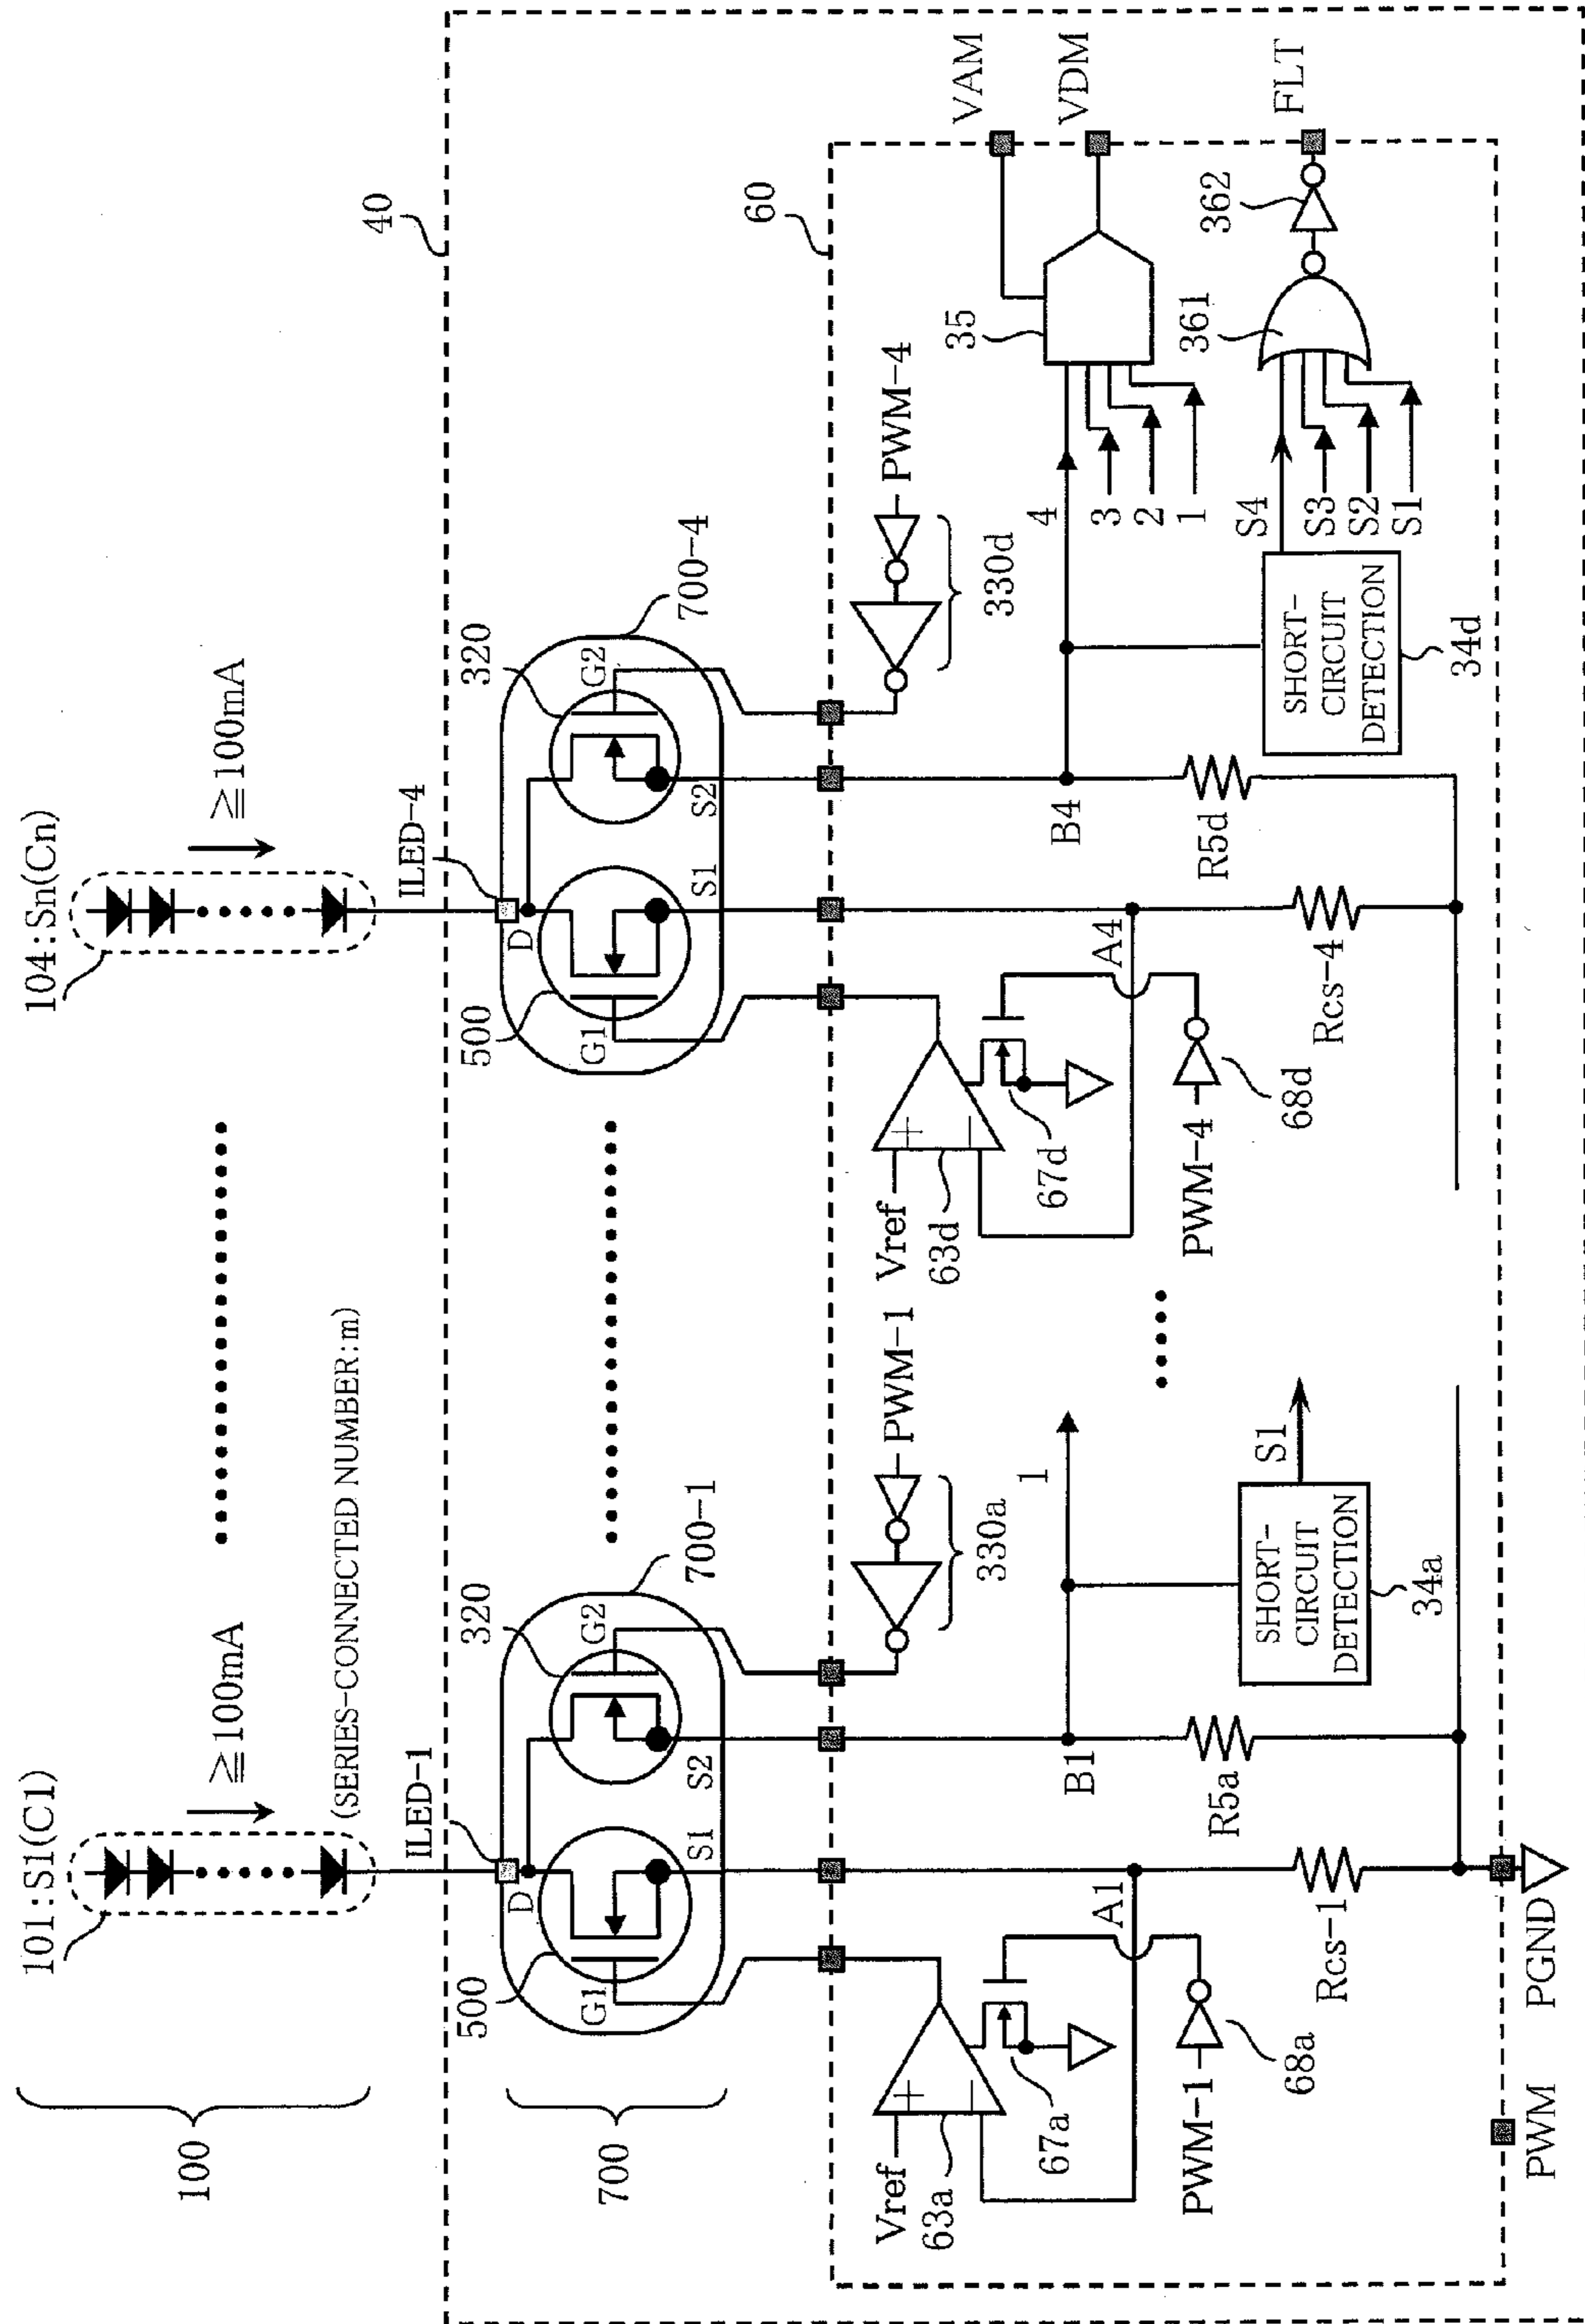 101:S1(C1)
104:Sn(Cn)
100
≧100mA
≧100mA
(SERIES-CONNECTED NUMBER:m)
ILED-1
ILED-4
40
700
500
320
D
G1
G2
S1
S2
700-1
500
320
D
G1
G2
S1
S2
700-4
60
Vref
63a
67a
PWM-1
68a
A1
Rcs-1
B1
R5a
330a
PWM-1
1
SHORT-
CIRCUIT
DETECTION
34a
S1
Vref
63d
67d
PWM-4
68d
A4
Rcs-4
B4
R5d
330d
PWM-4
4
3
2
1
35
SHORT-
CIRCUIT
DETECTION
34d
S4
S3
S2
S1
361
362
VAM
VDM
FLT
PWM
PGND